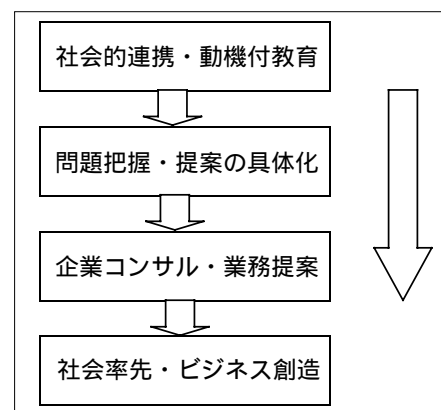 社会的連携・動機付教育
問題把握・提案の具体化
企業コンサル・業務提案
社会率先・ビジネス創造